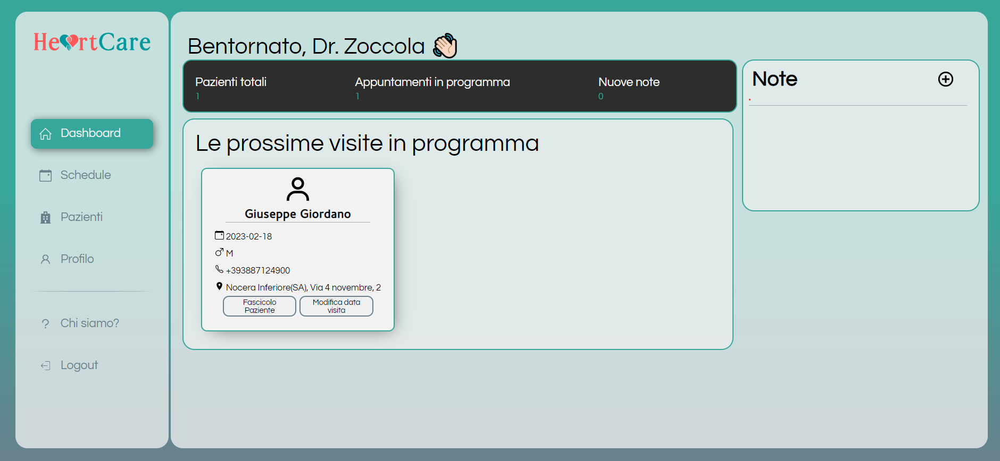 HeartCare
Dashboard
Schedule
Pazienti
Profilo
Chi siamo?
Logout
Bentornato, Dr. Zoccola
Pazienti totali
1
Appuntamenti in programma
1
Nuove note
0
Le prossime visite in programma
Giuseppe Giordano
2023-02-18
M
+393887124900
Nocera Inferiore(SA), Via 4 novembre, 2
Fascicolo
Paziente
Modifica data
visita
Note